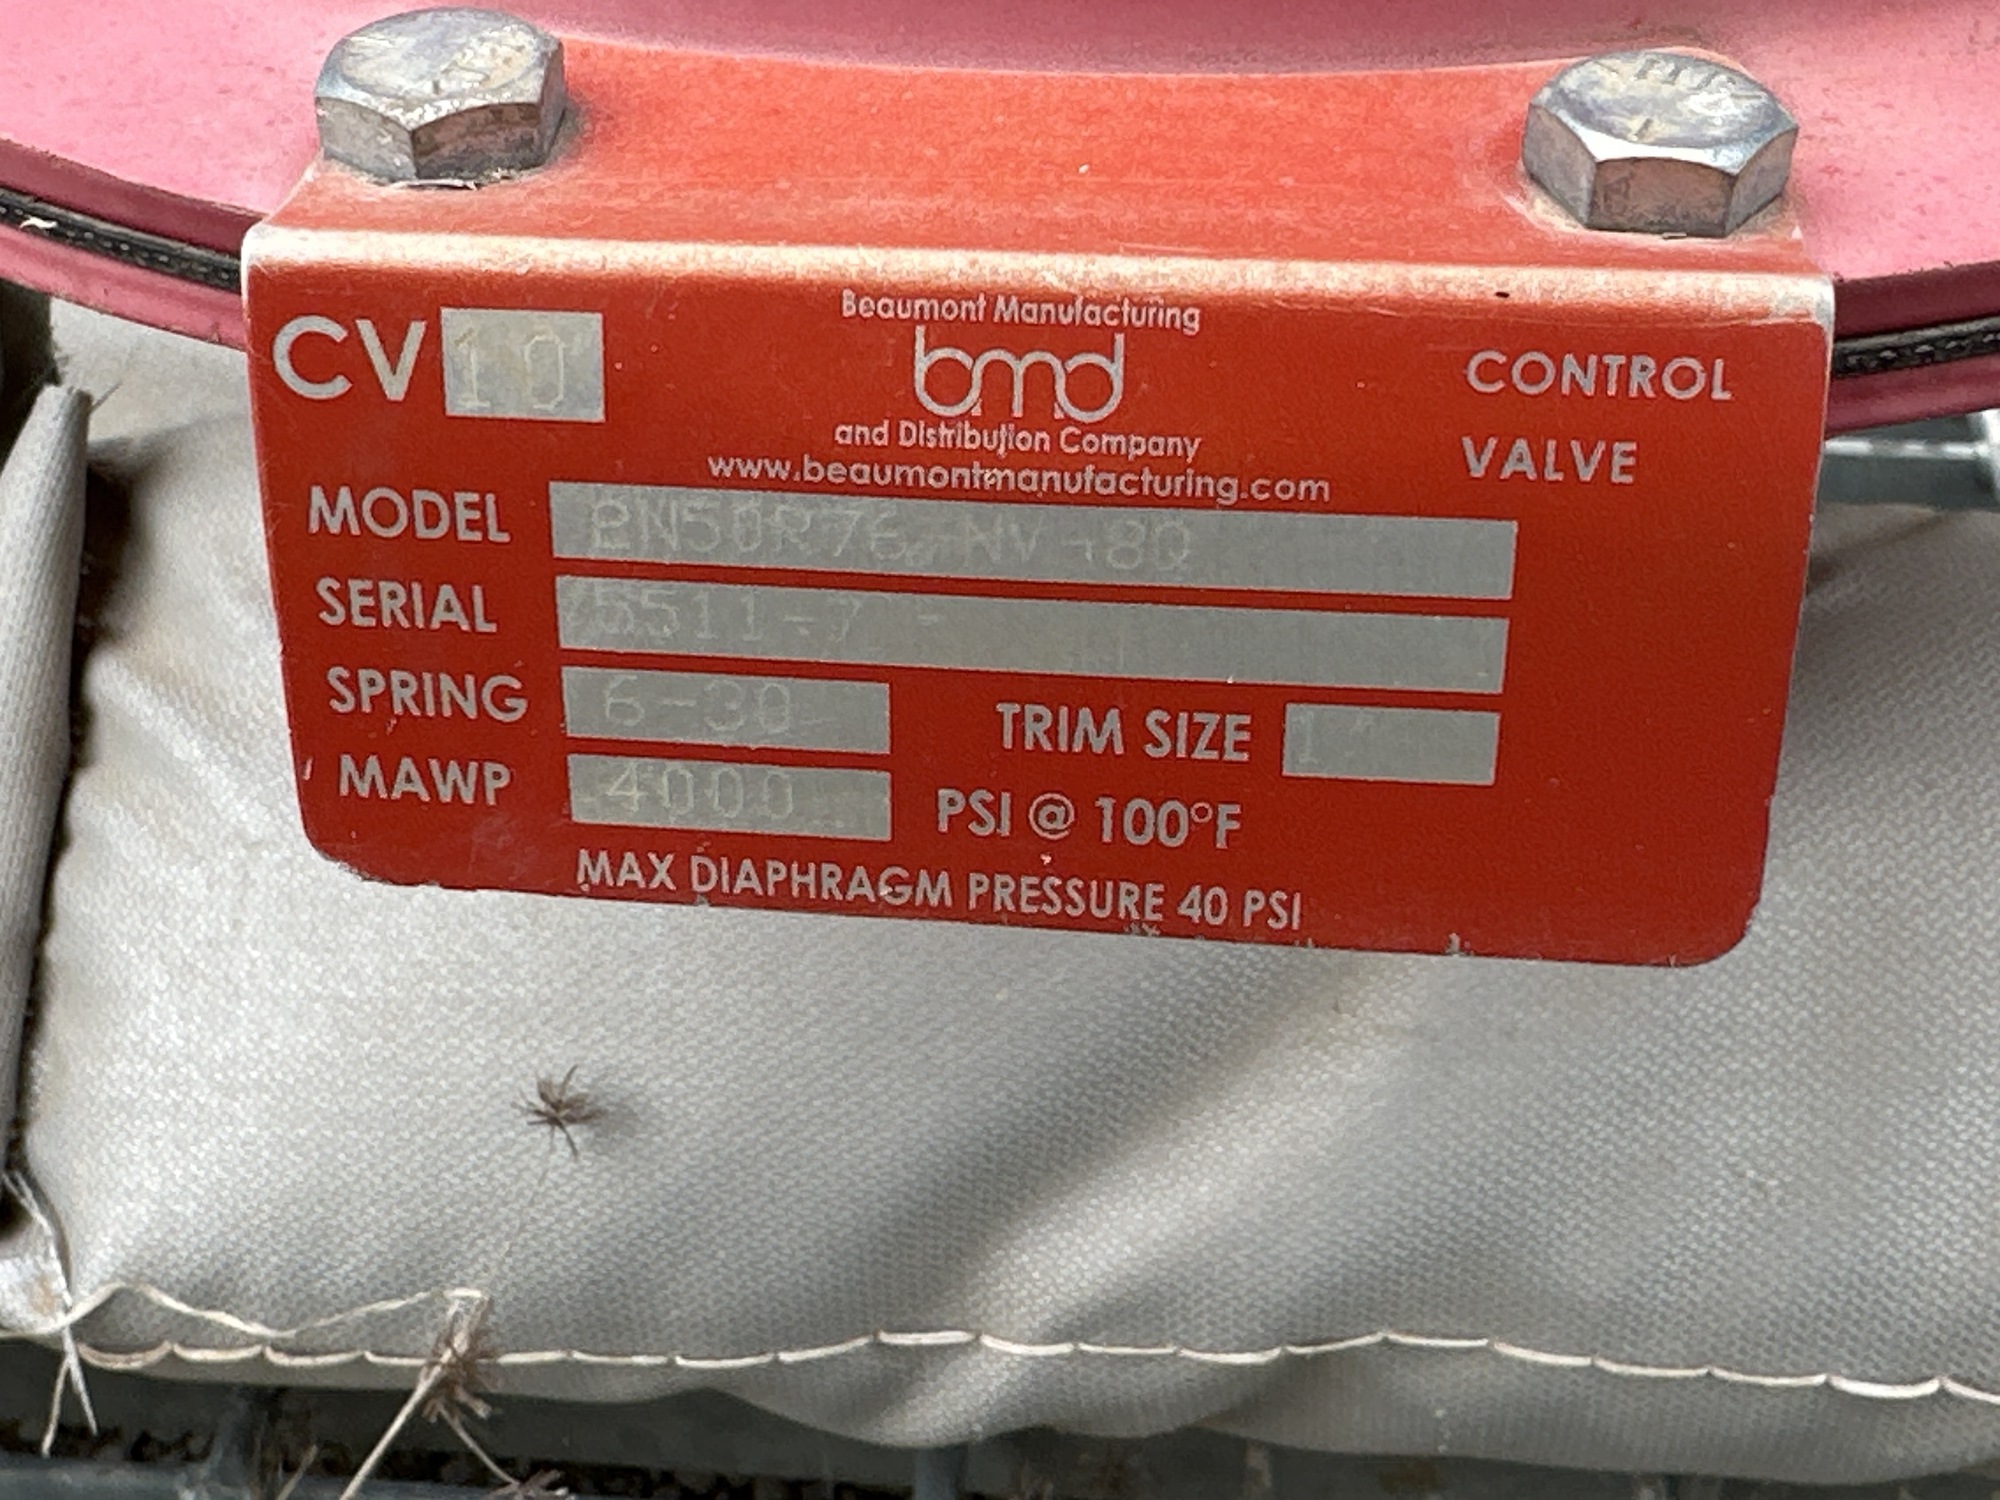 Beaumont Manufacturing
CV 10
bmd
CONTROL
VALVE
and Distribution Company
www.beaumontmanufacturing.com
MODEL
SERIAL
SPRING 6-30
TRIM SIZE 1"
MAWP 4000 PSI @ 100°F
MAX DIAPHRAGM PRESSURE 40 PSI